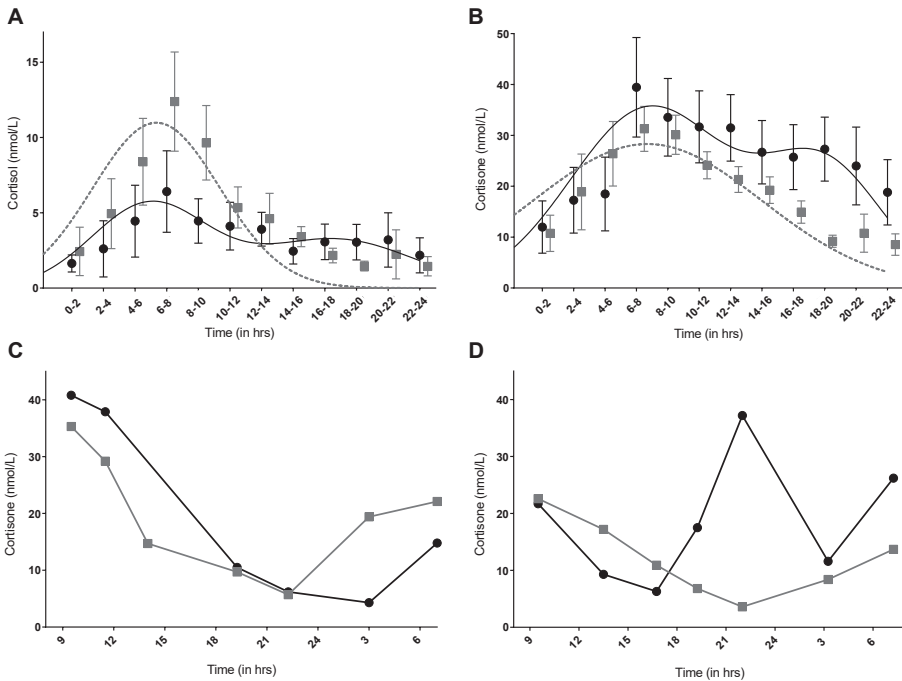 A
Cortisol (nmol/L)
15
10
5
0
0-2 2-4 4-6 6-8 8-10 10-12 12-14 14-16 16-18 18-20 20-22 22-24
Time (in hrs)
B
Cortisone (nmol/L)
50
40
30
20
10
0
0-2 2-4 4-6 6-8 8-10 10-12 12-14 14-16 16-18 18-20 20-22 22-24
Time (in hrs)
C
Cortisone (nmol/L)
40
30
20
10
0
9 12 15 18 21 24 3 6
Time (in hrs)
D
Cortisone (nmol/L)
40
30
20
10
0
9 12 15 18 21 24 3 6
Time (in hrs)